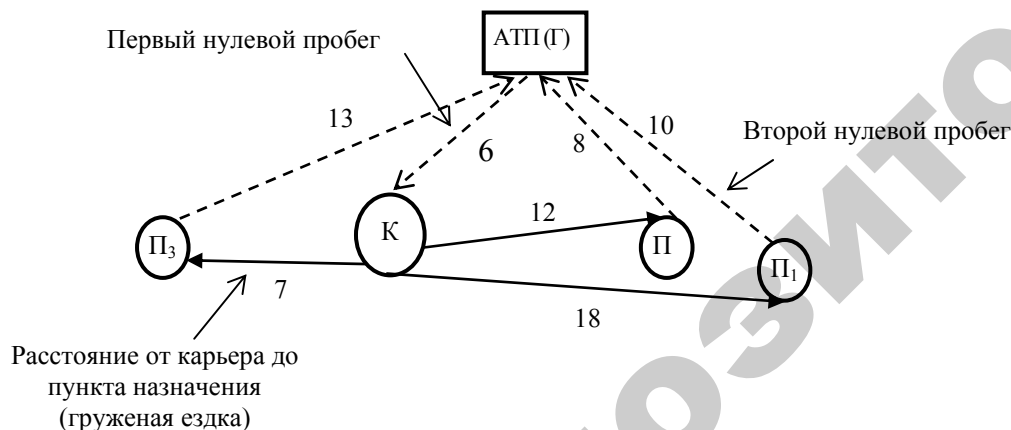 АТП (Г)
Первый нулевой пробег
13
6
8
10
Второй нулевой пробег
П3
К
12
П
П1
7
18
Расстояние от карьера до
пункта назначения
(груженая ездка)
зито